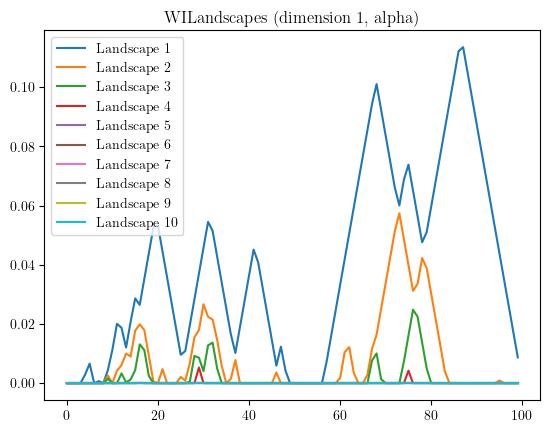 WILandscapes (dimension 1, alpha)
Landscape 1
Landscape 2
Landscape 3
Landscape 4
Landscape 5
Landscape 6
Landscape 7
Landscape 8
Landscape 9
Landscape 10
0.10
0.08
0.06
0.04
0.02
0.00
0 20 40 60 80 100